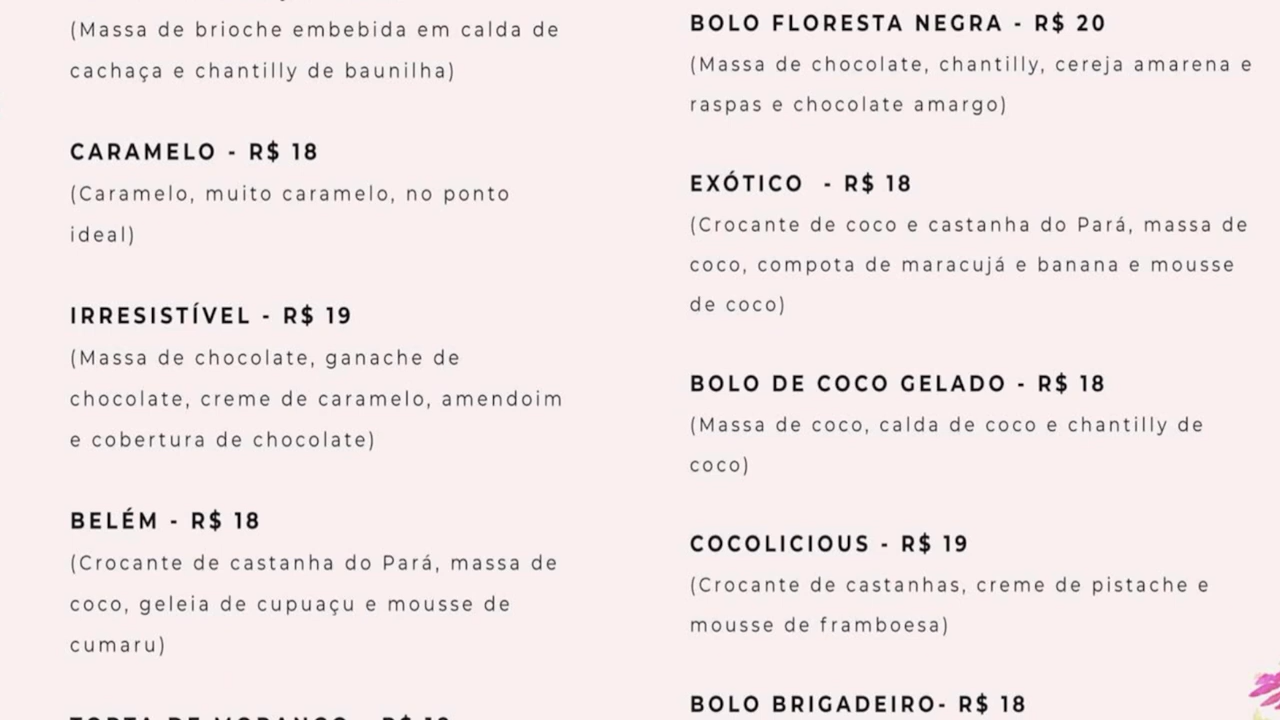 (Massa de brioche embebida em calda de
cachaça e chantilly de baunilha)
CARAMELO - R$ 18
(Caramelo, muito caramelo, no ponto
ideal)
IRRESISTÍVEL - R$ 19
(Massa de chocolate, ganache de
chocolate, creme de caramelo, amendoim
e cobertura de chocolate)
BELÉM - R$ 18
(Crocante de castanha do Pará, massa de
coco, geleia de cupuaçu e mousse de
cumaru)
TORTA DE MORANGO - R$
BOLO FLORESTA NEGRA - R$ 20
(Massa de chocolate, chantilly, cereja amarena e
raspas e chocolate amargo)
EXÓTICO - R$ 18
(Crocante de coco e castanha do Pará, massa de
coco, compota de maracujá e banana e mousse
de coco)
BOLO DE COCO GELADO - R$ 18
(Massa de coco, calda de coco e chantilly de
coco)
COCOLICIOUS - R$ 19
(Crocante de castanhas, creme de pistache e
mousse de framboesa)
BOLO BRIGADEIRO- R$ 18